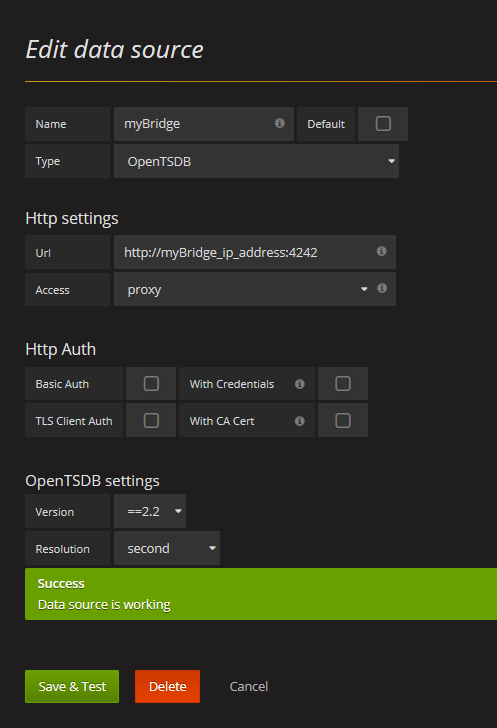 Edit data source
Name myBridge Default
Type OpenTSDB
Http settings
Url http://myBridge_ip_address:4242
Access proxy
Http Auth
Basic Auth With Credentials
TLS Client Auth With CA Cert
OpenTSDB settings
Version ==2.2
Resolution second
Success
Data source is working
Save & Test Delete Cancel